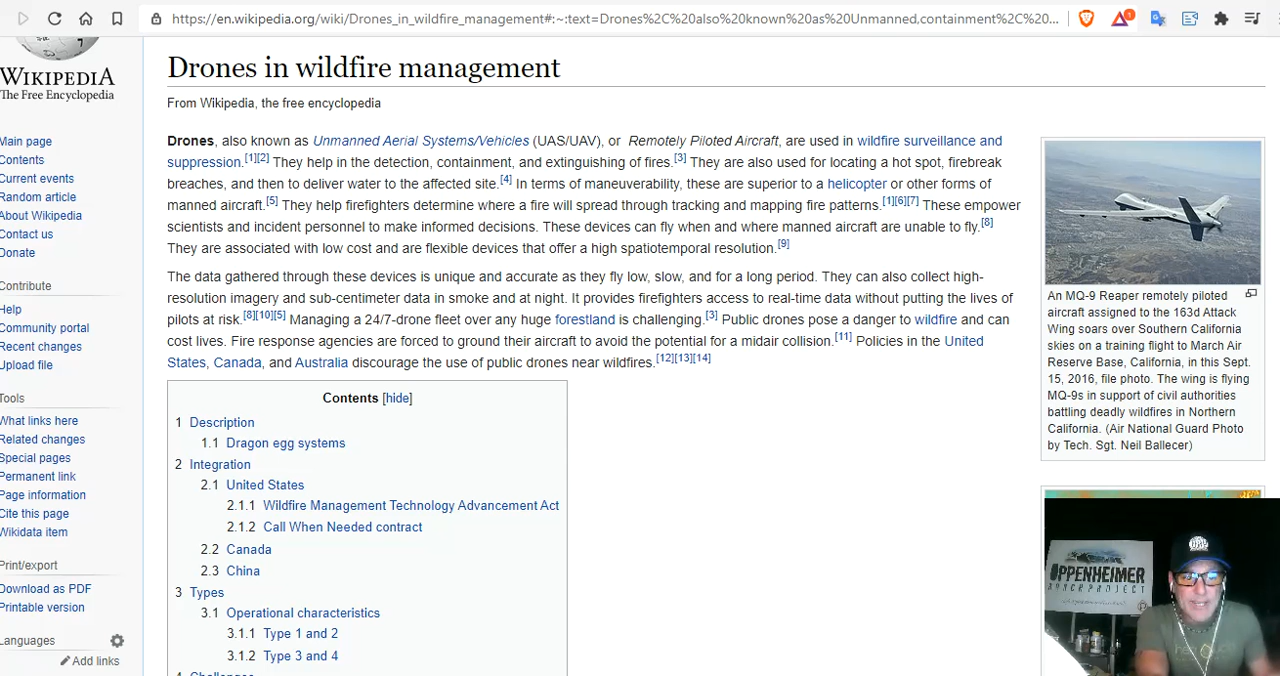 https://en.wikipedia.org/wiki/Drones_in_wildfire_management#:~:text=Drones%2C%20also%20known%20as%20Unmanned,containment%2C%20...
1
WIKIPEDIA
The Free Encyclopedia
Main page
Contents
Current events
Random article
About Wikipedia
Contact us
Donate
Contribute
Help
Community portal
Recent changes
Upload file
Tools
What links here
Related changes
Special pages
Permanent link
Page information
Cite this page
Wikidata item
Print/export
Download as PDF
Printable version
Languages
Add links
Drones in wildfire management
From Wikipedia, the free encyclopedia
Drones, also known as Unmanned Aerial Systems/Vehicles (UAS/UAV), or Remotely Piloted Aircraft, are used in wildfire surveillance and
suppression.[1][2] They help in the detection, containment, and extinguishing of fires.[3] They are also used for locating a hot spot, firebreak
breaches, and then to deliver water to the affected site.[4] In terms of maneuverability, these are superior to a helicopter or other forms of
manned aircraft.[5] They help firefighters determine where a fire will spread through tracking and mapping fire patterns.[1][6][7] These empower
scientists and incident personnel to make informed decisions. These devices can fly when and where manned aircraft are unable to fly.[8]
They are associated with low cost and are flexible devices that offer a high spatiotemporal resolution.[9]
The data gathered through these devices is unique and accurate as they fly low, slow, and for a long period. They can also collect high-
resolution imagery and sub-centimeter data in smoke and at night. It provides firefighters access to real-time data without putting the lives of
pilots at risk.[8][10][5] Managing a 24/7-drone fleet over any huge forestland is challenging.[3] Public drones pose a danger to wildfire and can
cost lives. Fire response agencies are forced to ground their aircraft to avoid the potential for a midair collision.[11] Policies in the United
States, Canada, and Australia discourage the use of public drones near wildfires.[12][13][14]
Contents [hide]
1 Description
1.1 Dragon egg systems
2 Integration
2.1 United States
2.1.1 Wildfire Management Technology Advancement Act
2.1.2 Call When Needed contract
2.2 Canada
2.3 China
3 Types
3.1 Operational characteristics
3.1.1 Type 1 and 2
3.1.2 Type 3 and 4
4 Challenges
An MQ-9 Reaper remotely piloted
aircraft assigned to the 163d Attack
Wing soars over Southern California
skies on a training flight to March Air
Reserve Base, California, in this Sept.
15, 2016, file photo. The wing is flying
MQ-9s in support of civil authorities
battling deadly wildfires in Northern
California. (Air National Guard Photo
by Tech. Sgt. Neil Ballecer)
OPPENHEIMER
RANCH PROJECT